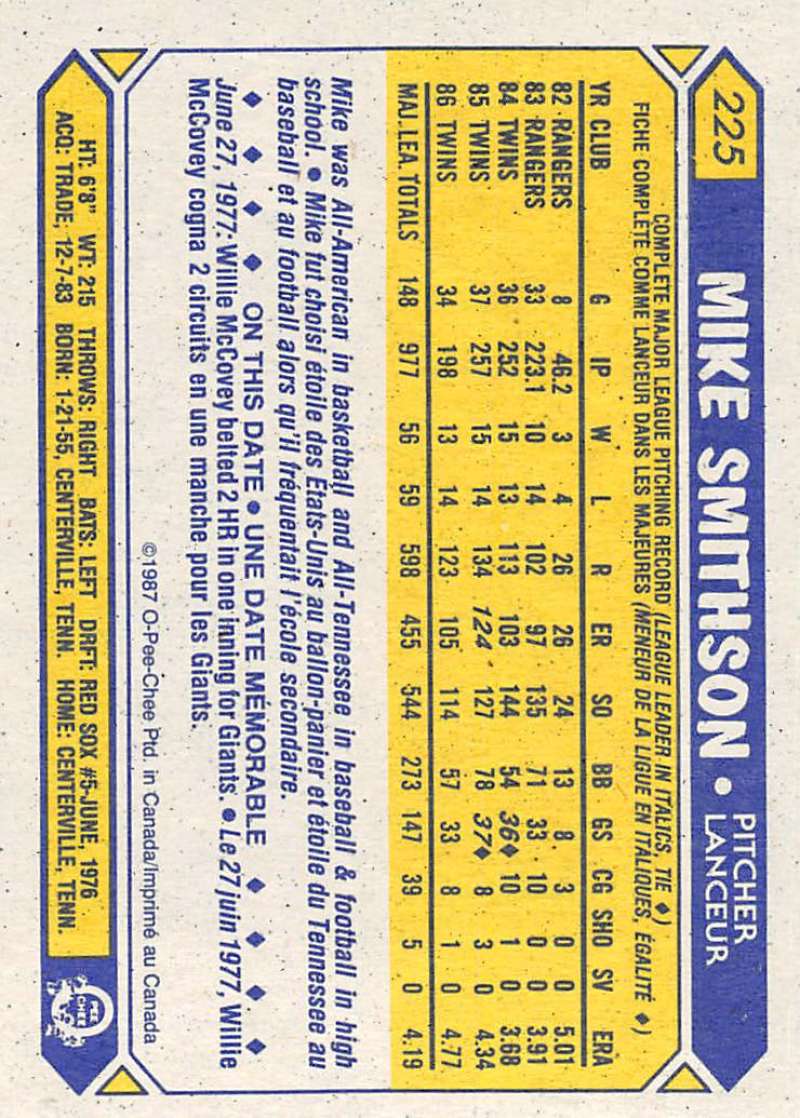 225 MIKE SMITHSON • PITCHER LANCEUR
COMPLETE MAJOR LEAGUE PITCHING RECORD (LEAGUE LEADER IN ITALICS, TIE ♦)
FICHE COMPLETE COMME LANCEUR DANS LES MAJEURES (MENEUR DE LA LIGUE EN ITALIQUES, ÉGALITÉ ♦)
YR CLUB G IP W L R ER SO BB GS CG SHO SV ERA
82 RANGERS 8 46.2 3 4 26 26 24 13 8 3 0 0 5.01
83 RANGERS 33 223.1 10 14 102 97 135 71 33 10 0 0 3.91
84 TWINS 36 252 15 13 113 103 144 54 36♦ 10 1 0 3.68
85 TWINS 37 257 15 14 134 124 127 78 37♦ 8 3 0 4.34
86 TWINS 34 198 13 14 123 105 114 57 33 8 1 0 4.77
MAJ. LEA. TOTALS 148 977 56 59 598 455 544 273 147 39 5 0 4.19
Mike was All-American in basketball and All-Tennessee in baseball & football in high
school. • Mike fut choisi étoile des États-Unis au ballon-panier et étoile du Tennessee au
baseball et au football alors qu'il fréquentait l'école secondaire.
♦ ♦ ♦ ♦ ON THIS DATE • UNE DATE MÉMORABLE ♦ ♦ ♦ ♦
June 27, 1977: Willie McCovey belted 2 HR in one inning for Giants. • Le 27 juin 1977, Willie
McCovey cogna 2 circuits en une manche pour les Giants.
©1987 O-Pee-Chee Ptd. in Canada/Imprimé au Canada
HT: 6'8" WT: 215 THROWS: RIGHT BATS: LEFT DRFT: RED SOX #5-JUNE, 1976
ACQ: TRADE, 12-7-83 BORN: 1-21-55, CENTERVILLE, TENN. HOME: CENTERVILLE, TENN.
O PEE CHEE